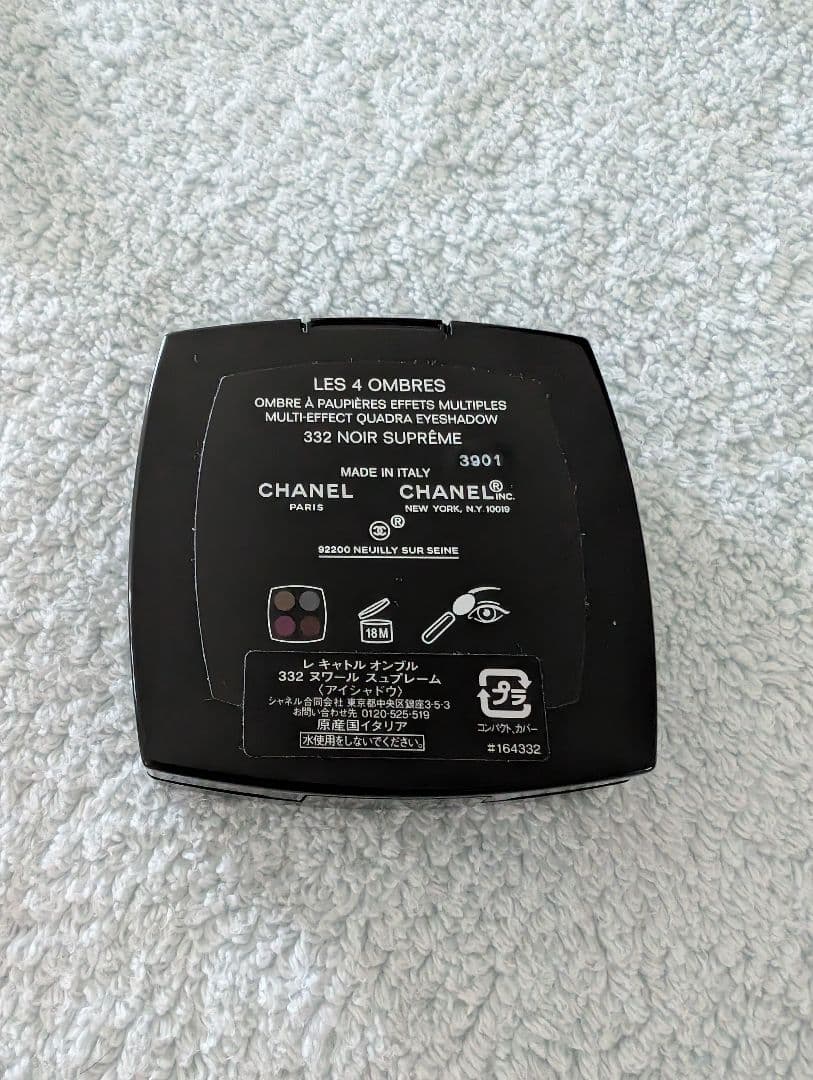 LES 4 OMBRES
OMBRE À PAUPIÈRES EFFETS MULTIPLES
MULTI-EFFECT QUADRA EYESHADOW
332 NOIR SUPRÊME
3901
MADE IN ITALY
CHANEL CHANEL® INC.
PARIS NEW YORK, N.Y. 10019
®
92200 NEUILLY SUR SEINE
18M
レ キャトル オンブル
332 ヌワール スュプレーム
〈アイシャドウ〉
シャネル合同会社 東京都中央区銀座3-5-3
お問い合わせ先 0120-525-519
原産国イタリア
水使用をしないでください。
プラ
コンパクト、カバー
#164332